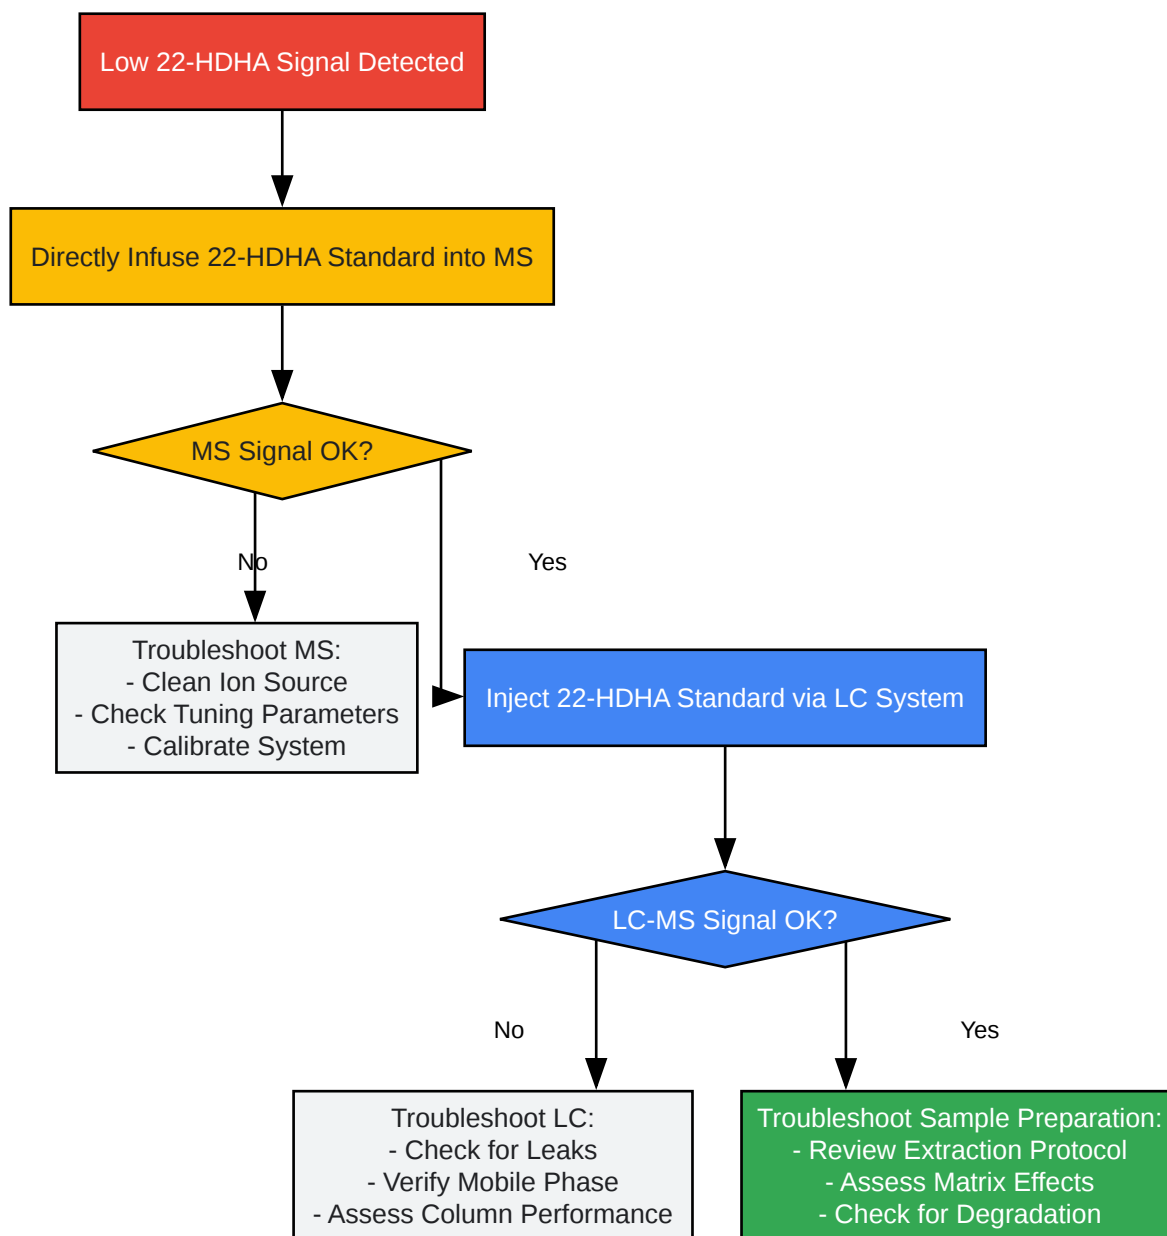 Low 22-HDHA Signal Detected
Directly Infuse 22-HDHA Standard into MS
MS Signal OK?
No
Yes
Troubleshoot MS:
- Clean Ion Source
- Check Tuning Parameters
- Calibrate System
Inject 22-HDHA Standard via LC System
LC-MS Signal OK?
No
Yes
Troubleshoot LC:
- Check for Leaks
- Verify Mobile Phase
- Assess Column Performance
Troubleshoot Sample Preparation:
- Review Extraction Protocol
- Assess Matrix Effects
- Check for Degradation